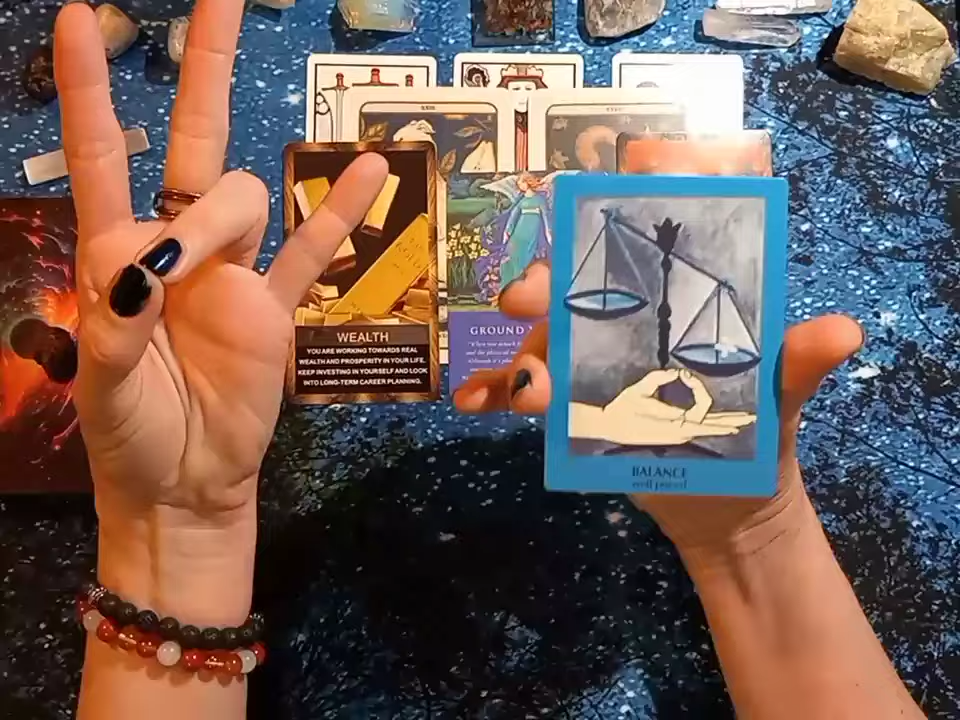 WEALTH
YOU ARE WORKING TOWARDS REAL
WEALTH AND PROSPERITY IN YOUR LIFE.
KEEP INVESTING IN YOURSELF AND LOOK
INTO LONG-TERM CAREER PLANNING.
GROUND
BALANCE
well poised